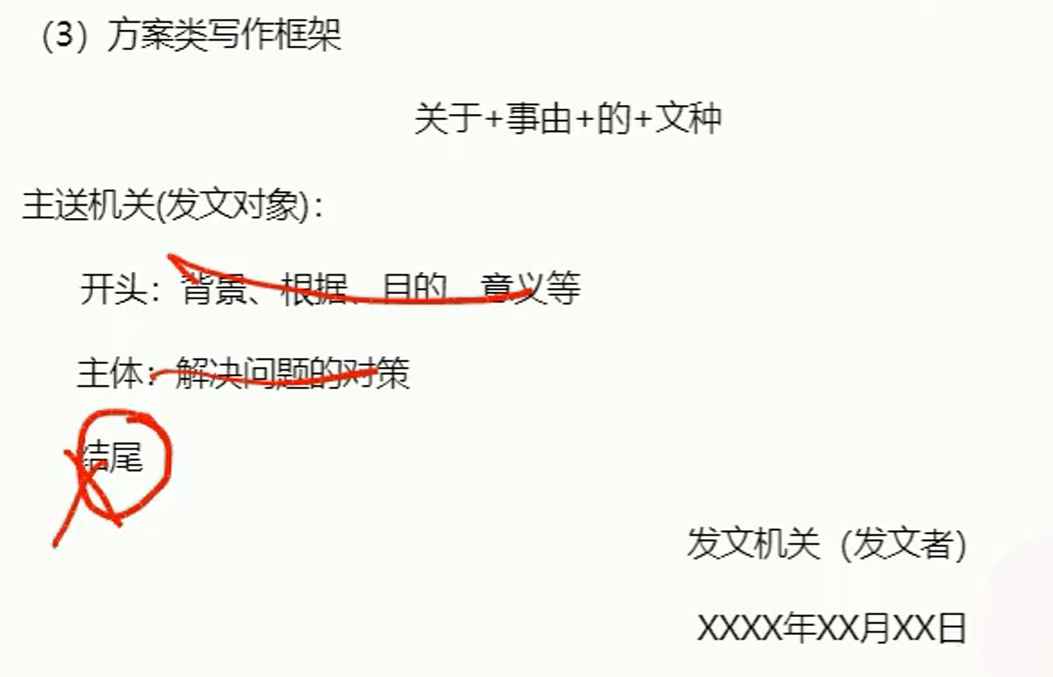 （3）方案类写作框架
关于+事由+的+文种
主送机关(发文对象)：
开头：背景、根据、目的、意义等
主体：解决问题的对策
结尾
发文机关（发文者）
XXXX年XX月XX日